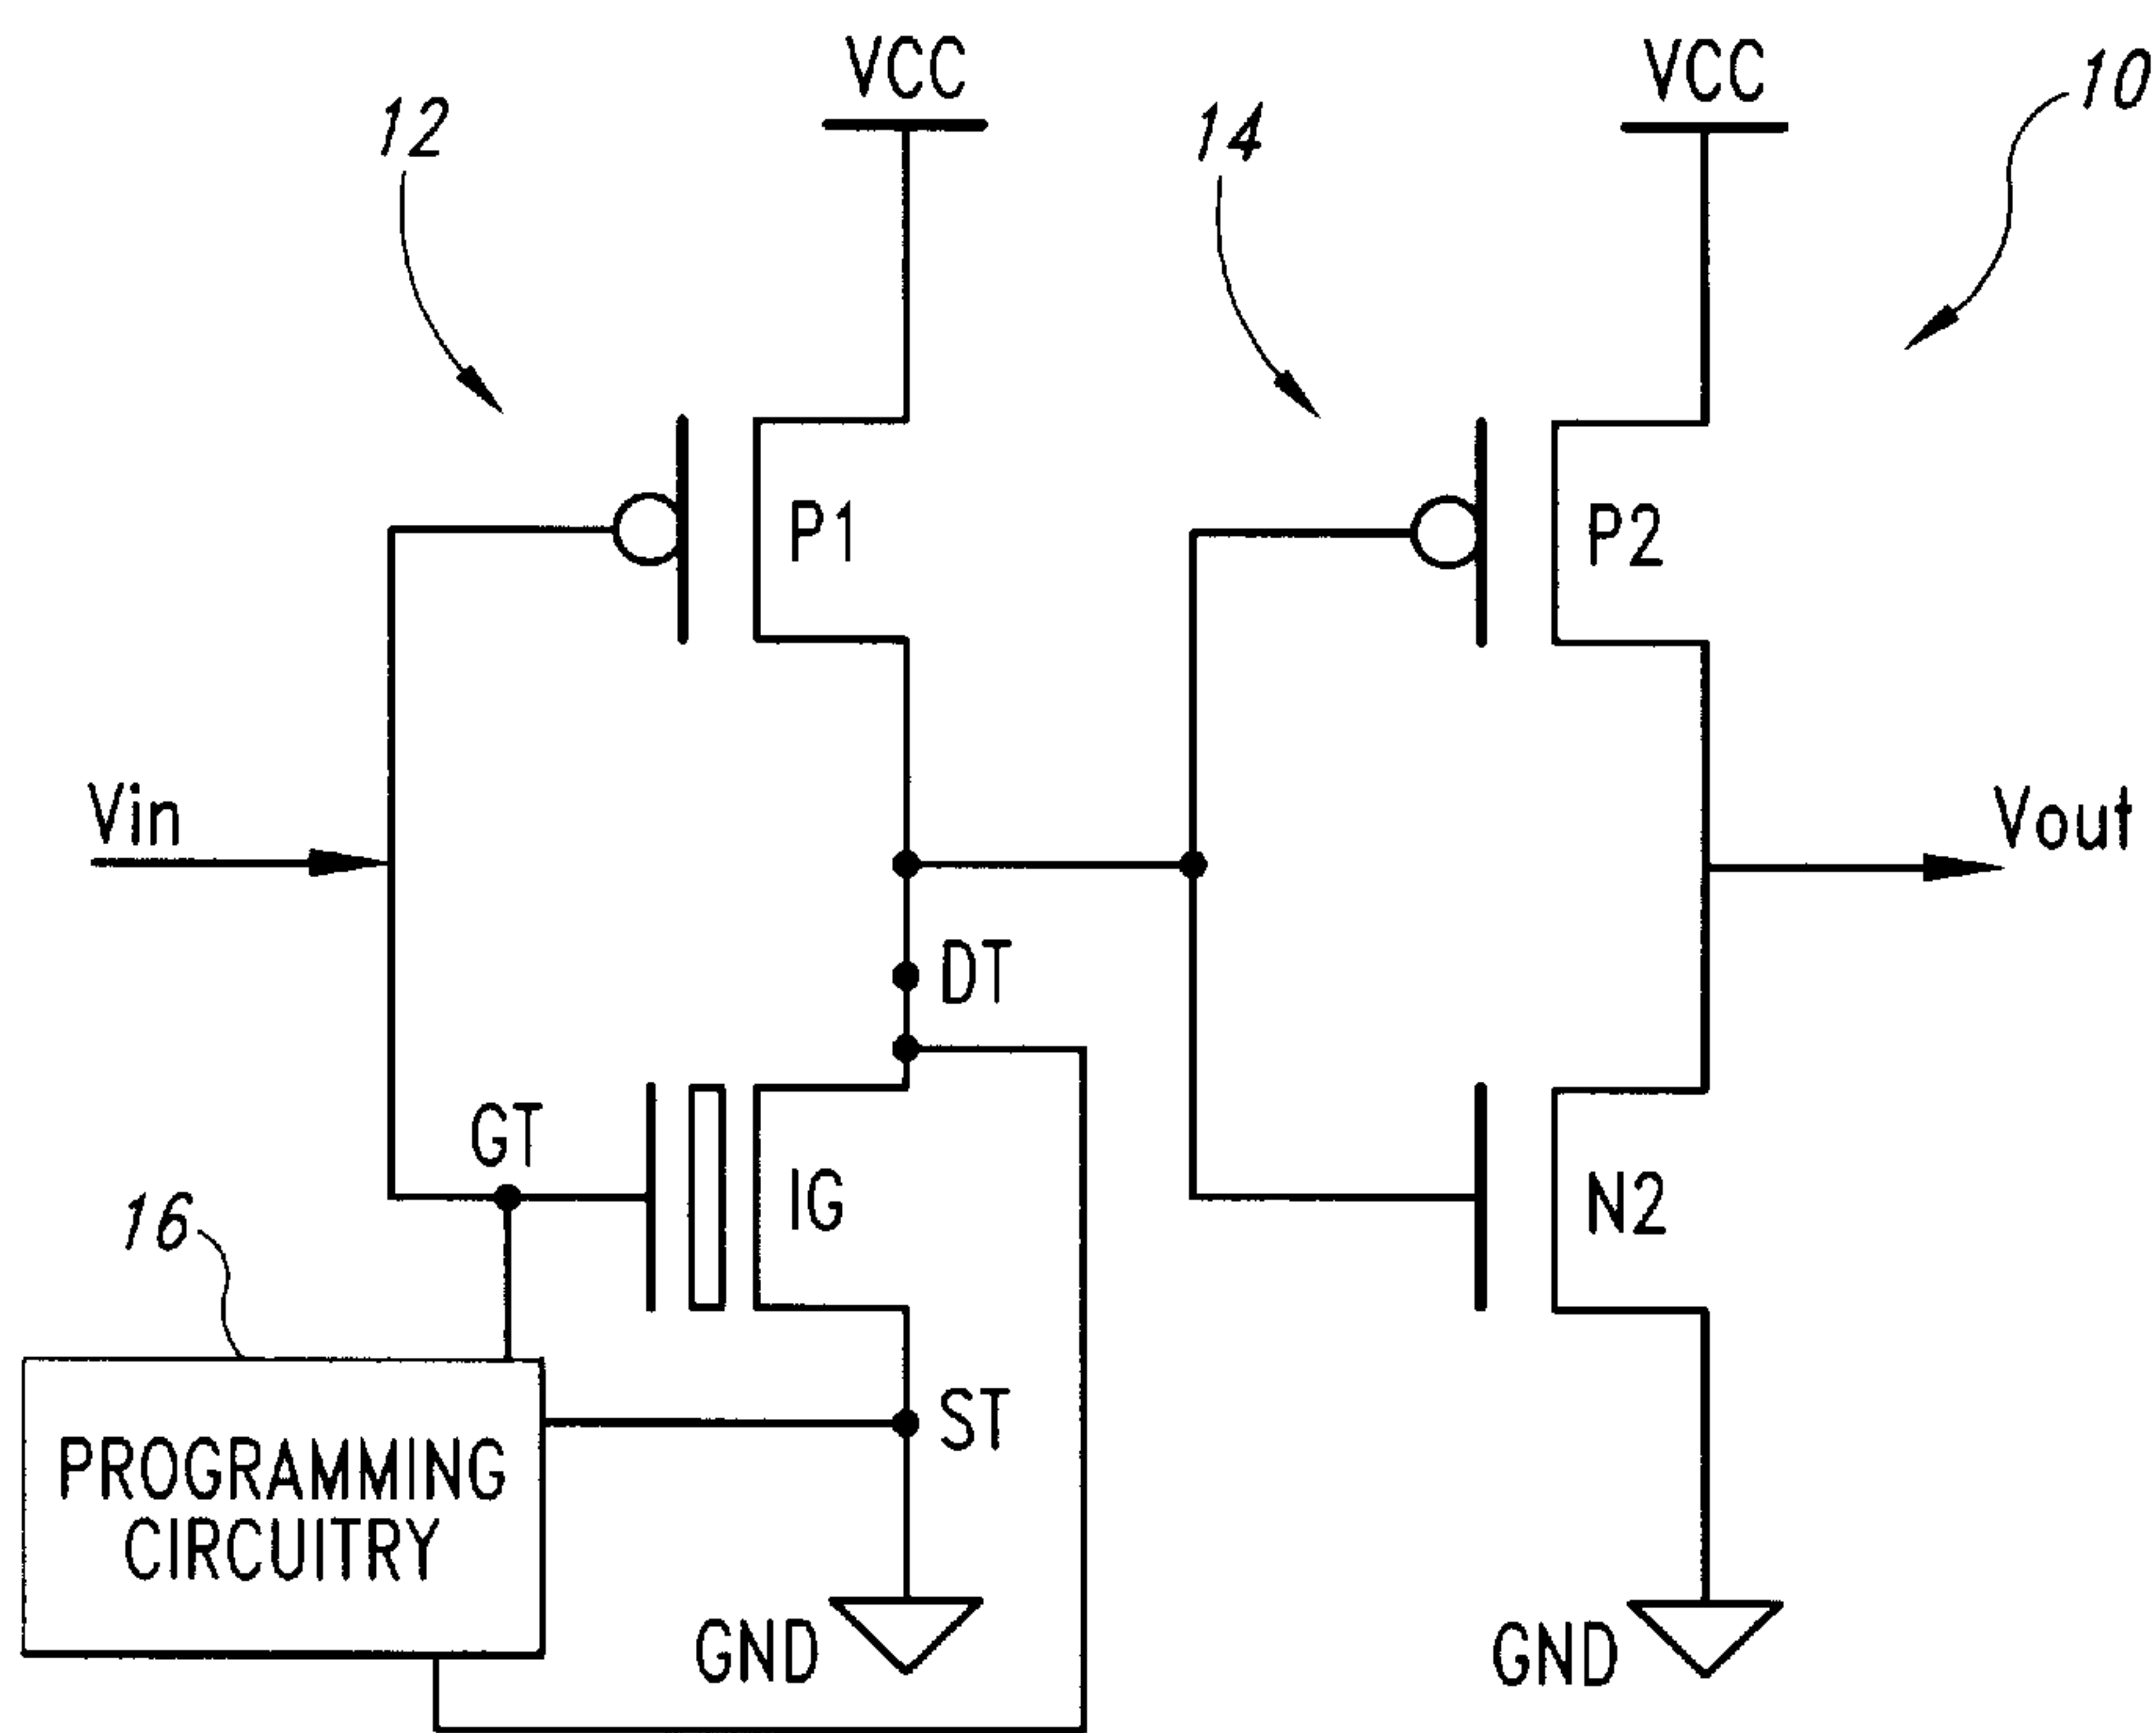 VCC
VCC
10
12
14
P1
P2
Vin
Vout
DT
GT
IG
N2
16
ST
PROGRAMMING
CIRCUITRY
GND
GND